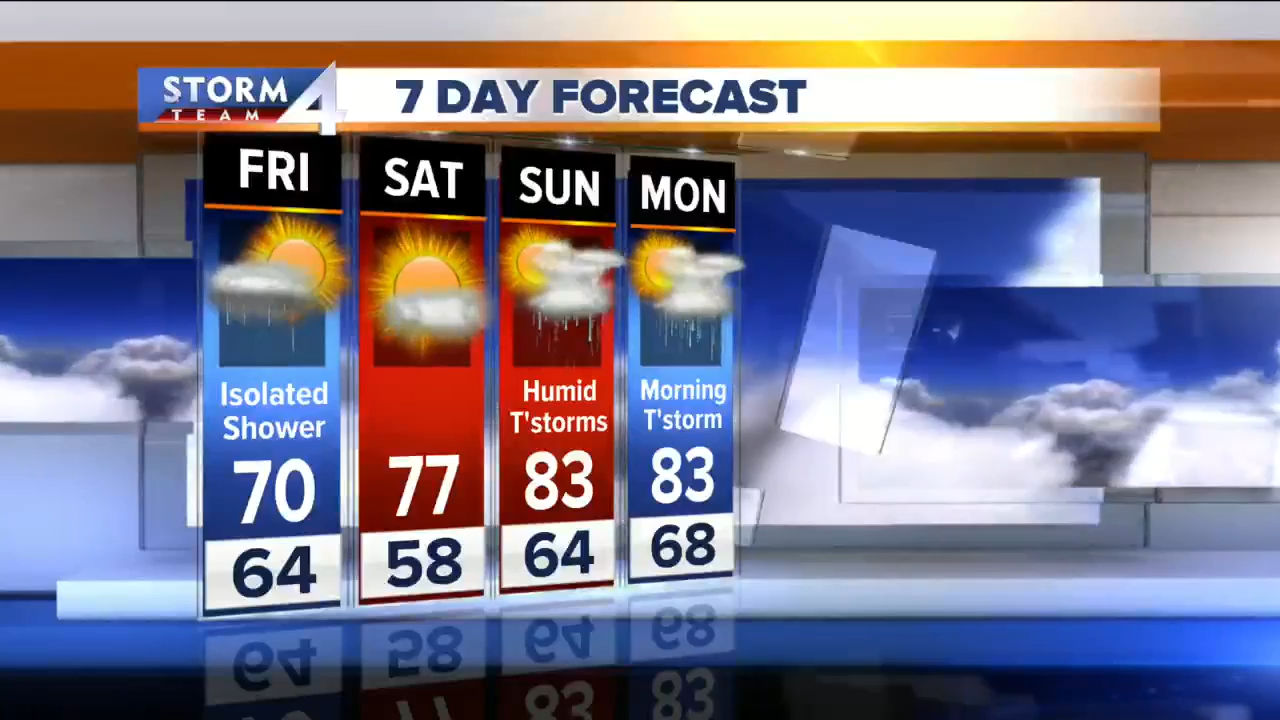 STORM
TEAM 4
7 DAY FORECAST
FRI
Isolated
Shower
70
64
SAT
77
58
SUN
Humid
T'storms
83
64
MON
Morning
T'storm
83
68